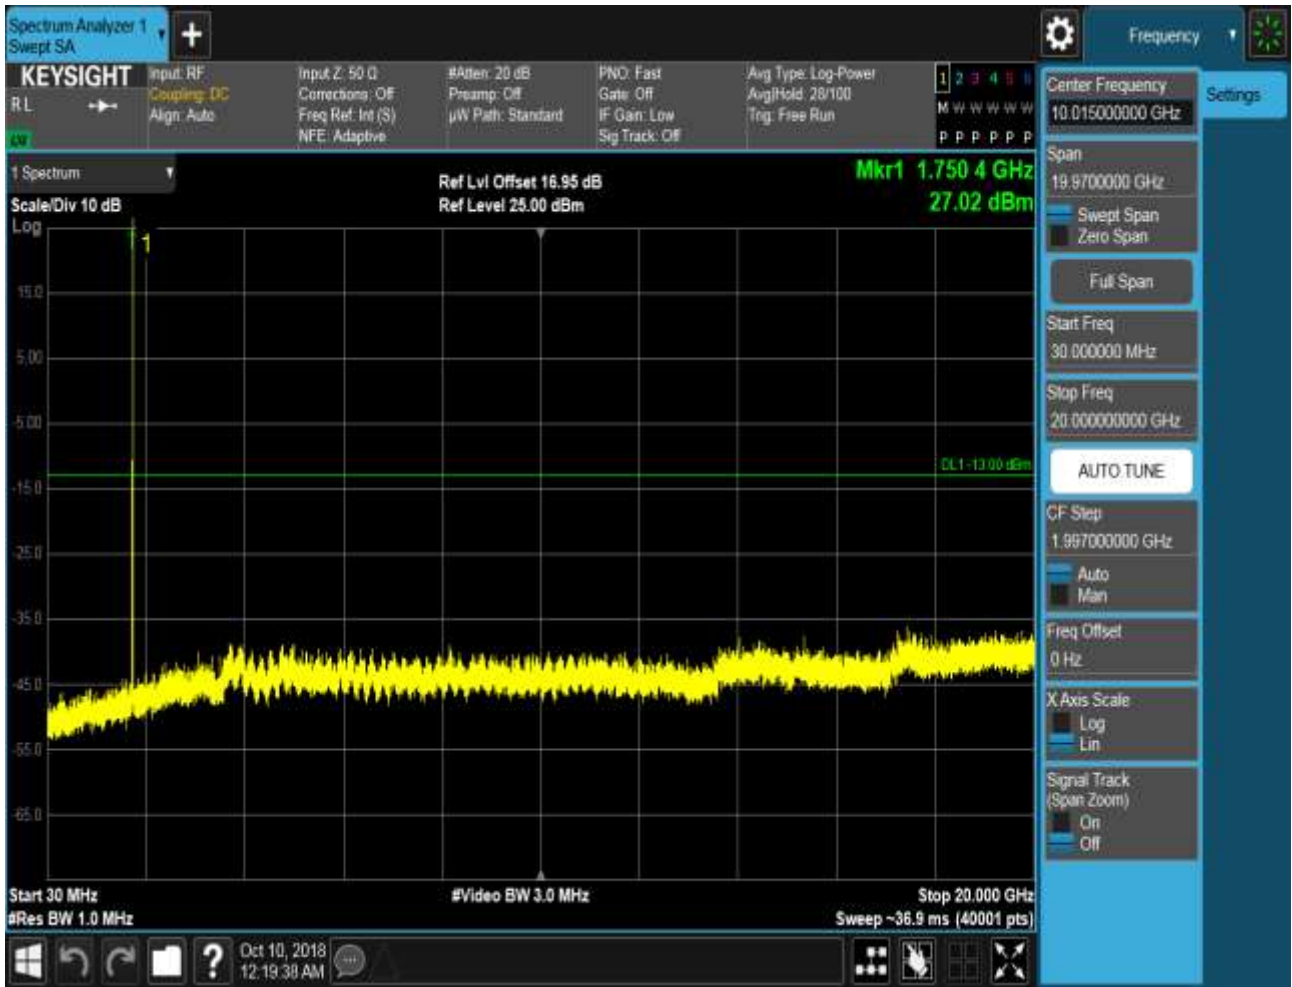 Spectrum Analyzer 1
Swept SA
Frequency
KEYSIGHT
R L
LXI
Input: RF
Coupling: DC
Align: Auto
Input Z: 50 Ω
Corrections: Off
Freq Ref: Int (S)
NFE: Adaptive
#Atten: 20 dB
Preamp: Off
µW Path: Standard
PNO: Fast
Gate: Off
IF Gain: Low
Sig Track: Off
Avg Type: Log-Power
Avg|Hold: 28/100
Trig: Free Run
1 2 3 4 5 6
M W W W W W
P P P P P P
1 Spectrum
Scale/Div 10 dB
Log
Ref Lvl Offset 16.95 dB
Ref Level 25.00 dBm
Mkr1 1.750 4 GHz
27.02 dBm
1
15.0
5.00
-5.00
DL1 -13.00 dBm
-15.0
-25.0
-35.0
-45.0
-55.0
-65.0
Start 30 MHz
#Res BW 1.0 MHz
#Video BW 3.0 MHz
Stop 20.000 GHz
Sweep ~36.9 ms (40001 pts)
Oct 10, 2018
12:19:38 AM
Center Frequency
10.015000000 GHz
Settings
Span
19.9700000 GHz
Swept Span
Zero Span
Full Span
Start Freq
30.000000 MHz
Stop Freq
20.000000000 GHz
AUTO TUNE
CF Step
1.997000000 GHz
Auto
Man
Freq Offset
0 Hz
X Axis Scale
Log
Lin
Signal Track
(Span Zoom)
On
Off